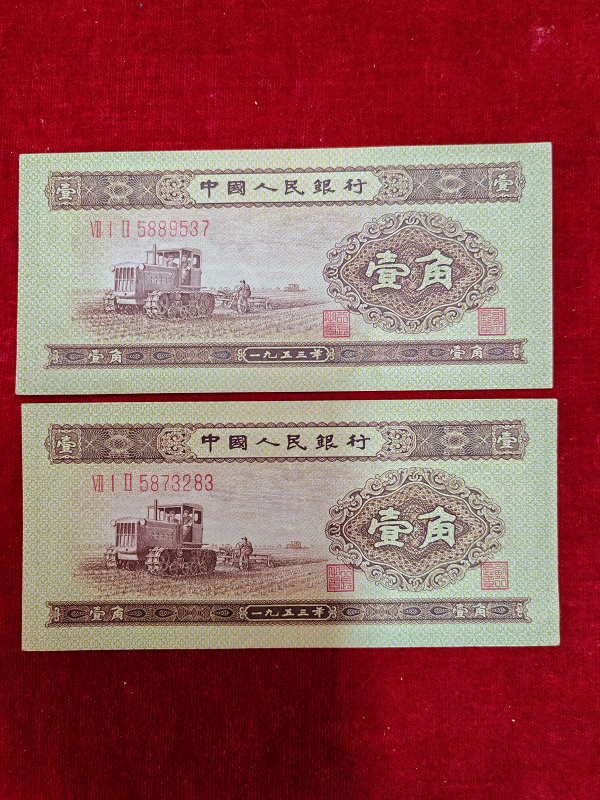 壹 中國人民銀行 壹
Ⅶ Ⅰ Ⅱ 5889537
壹角
壹角 一九五三年 壹角
壹 中國人民銀行 壹
Ⅶ Ⅰ Ⅱ 5873283
壹角
壹角 一九五三年 壹角